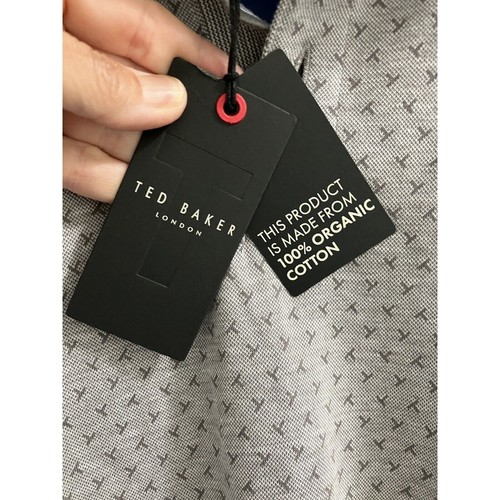 TED BAKER
LONDON
THIS PRODUCT
IS MADE FROM
100% ORGANIC
COTTON